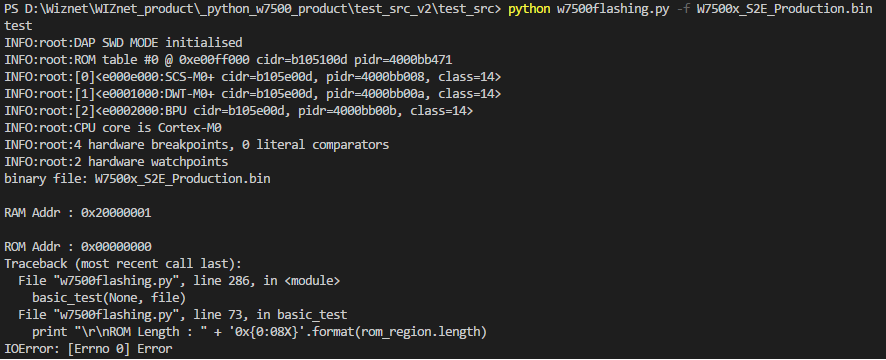 PS D:\Wiznet\WIZnet_product\_python_w7500_product\test_src_v2\test_src> python w7500flashing.py -f W7500x_S2E_Production.bin
test
INFO:root:DAP SWD MODE initialised
INFO:root:ROM table #0 @ 0xe00ff000 cidr=b105100d pidr=4000bb471
INFO:root:[0]<e000e000:SCS-M0+ cidr=b105e00d, pidr=4000bb008, class=14>
INFO:root:[1]<e0001000:DWT-M0+ cidr=b105e00d, pidr=4000bb00a, class=14>
INFO:root:[2]<e0002000:BPU cidr=b105e00d, pidr=4000bb00b, class=14>
INFO:root:CPU core is Cortex-M0
INFO:root:4 hardware breakpoints, 0 literal comparators
INFO:root:2 hardware watchpoints
binary file: W7500x_S2E_Production.bin
RAM Addr : 0x20000001
ROM Addr : 0x00000000
Traceback (most recent call last):
  File "w7500flashing.py", line 286, in <module>
    basic_test(None, file)
  File "w7500flashing.py", line 73, in basic_test
    print "\r\nROM Length : " + '0x{0:08X}'.format(rom_region.length)
IOError: [Errno 0] Error